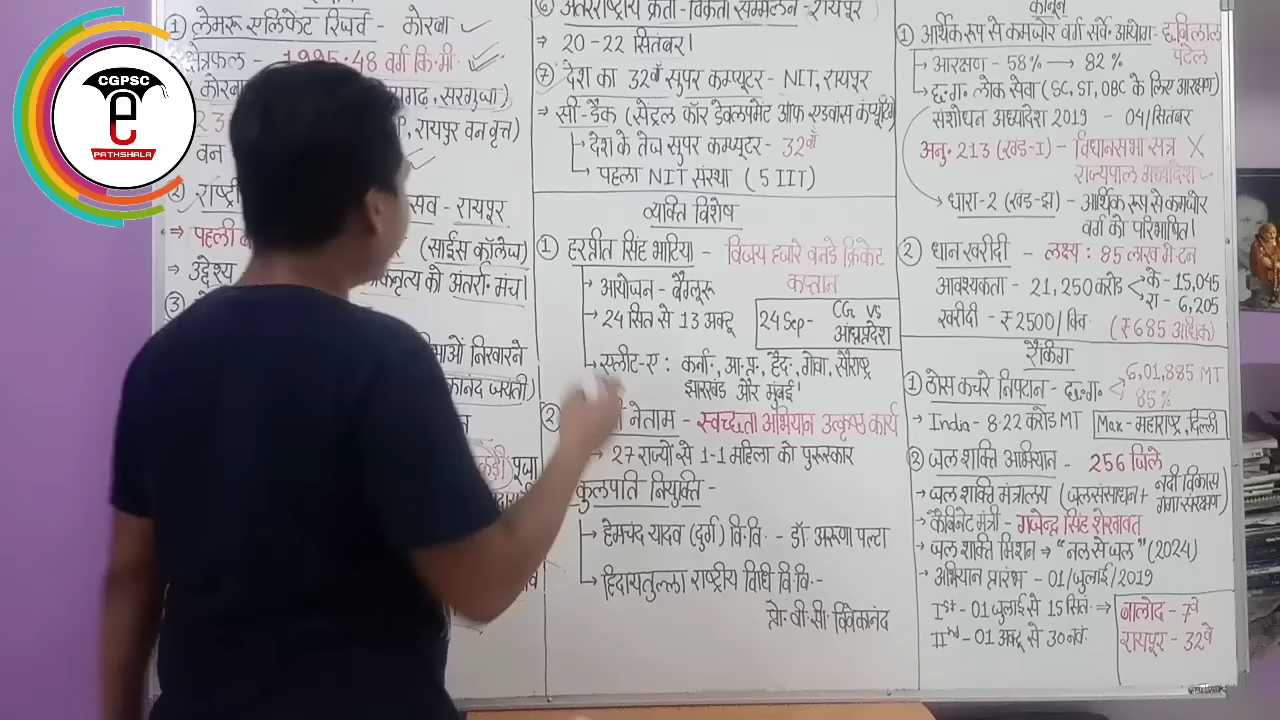 CGPSC
e
PATHSHALA
① लेमरू एलिफेंट रिजर्व - कोरबा
क्षेत्रफल - 1995.48 वर्ग कि.मी.
कोरबा
सरगुजा)
रायपुर वन वृत्त)
वन
② राष्ट्री
- रायपुर
⇒ पहली
(साईंस कॉलेज)
→ उद्देश्य
को अंतर्रा. मंच।
③
निखारने
जयंती)
पूजा
⑥ अंतरराष्ट्रीय क्रेता-विक्रेता सम्मेलन - रायपुर
→ 20-22 सितंबर।
⑦ देश का 32वाँ सुपर कम्प्यूटर - NIT, रायपुर
⇒ सी-डैक (सेंट्रल फॉर डेवलपमेंट ऑफ एडवांस कंप्यूटिंग)
→ देश के तेज सुपर कम्प्यूटर - 32वाँ
→ पहला NIT संस्था (5 IIT)
व्यक्ति विशेष
① हरप्रीत सिंह भाटिया - विजय हजारे वनडे क्रिकेट
कप्तान
→ आयोजन - बैंगलूरू
→ 24 सित से 13 अक्टू
24 Sep - CG vs
आंध्रप्रदेश
→ एलीट-ए : कर्ना., आ.प्र., हैद., गोवा, सौराष्ट्र
झारखंड और मुंबई।
② नेताम - स्वच्छता अभियान उत्कृष्ठ कार्य
→ 27 राज्यों से 1-1 महिला को पुरूस्कार
कुलपति नियुक्ति -
→ हेमचंद यादव (दुर्ग) वि.वि. - डॉ. अरूणा पल्टा
→ हिदायतुल्ला राष्ट्रीय विधि वि.वि.-
प्रो. वी.सी. विवेकानंद
कानून
① आर्थिक रूप से कमजोर वर्ग सर्वे. आयोग -
पटेल
→ आरक्षण - 58% → 82%
→ छ.ग. लोक सेवा (SC, ST, OBC के लिए आरक्षण)
संशोधन अध्यादेश 2019 - 04/सितंबर
अनु. 213 (खंड-I) - विधानसभा सत्र X
राज्यपाल अध्यादेश ✓
→ धारा-2 (खंड-झ) - आर्थिक रूप से कमजोर
वर्ग को परिभाषित।
② धान खरीदी - लक्ष्य : 85 लाख मे.टन
आवश्यकता - 21,250 करोड़ < के - 15,045
रा - 6,205
खरीदी - ₹2500/क्विं. (₹685 अधिक)
रैंकिंग
① ठोस कचरे निपटान - छ.ग. < 6,01,885 MT
85%
→ India - 8.22 करोड़ MT
Max - महाराष्ट्र, दिल्ली
② जल शक्ति अभियान - 256 जिले
→ जल शक्ति मंत्रालय (जलसंसाधन + नदी विकास
गंगा संरक्षण)
→ कैबिनेट मंत्री - गजेन्द्र सिंह शेखावत
→ जल शक्ति मिशन ⇒ "नल से जल" (2024)
→ अभियान प्रारंभ - 01/जुलाई/2019
Ist - 01 जुलाई से 15 सितं. ⇒
IInd - 01 अक्टू से 30 नवं.
बालोद - 7वें
रायपुर - 32वें